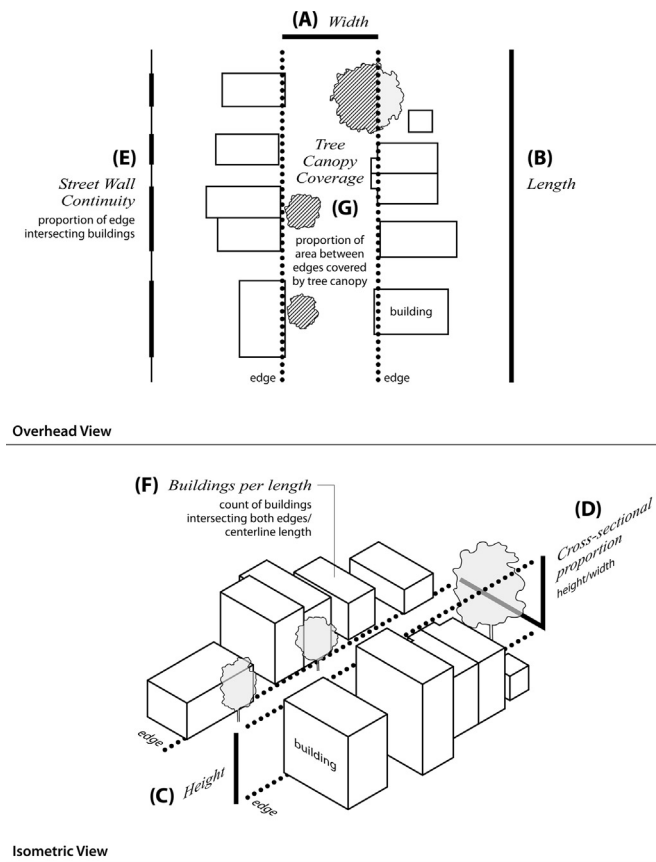 (A) Width
(E)
Street Wall
Continuity
proportion of edge
intersecting buildings
Tree
Canopy
Coverage
(G)
proportion of
area between
edges covered
by tree canopy
(B)
Length
building
edge
edge
Overhead View
(F) Buildings per length
count of buildings
intersecting both edges/
centerline length
(D)
Cross-sectional
proportion
height/width
edge
building
(C) Height
edge
Isometric View